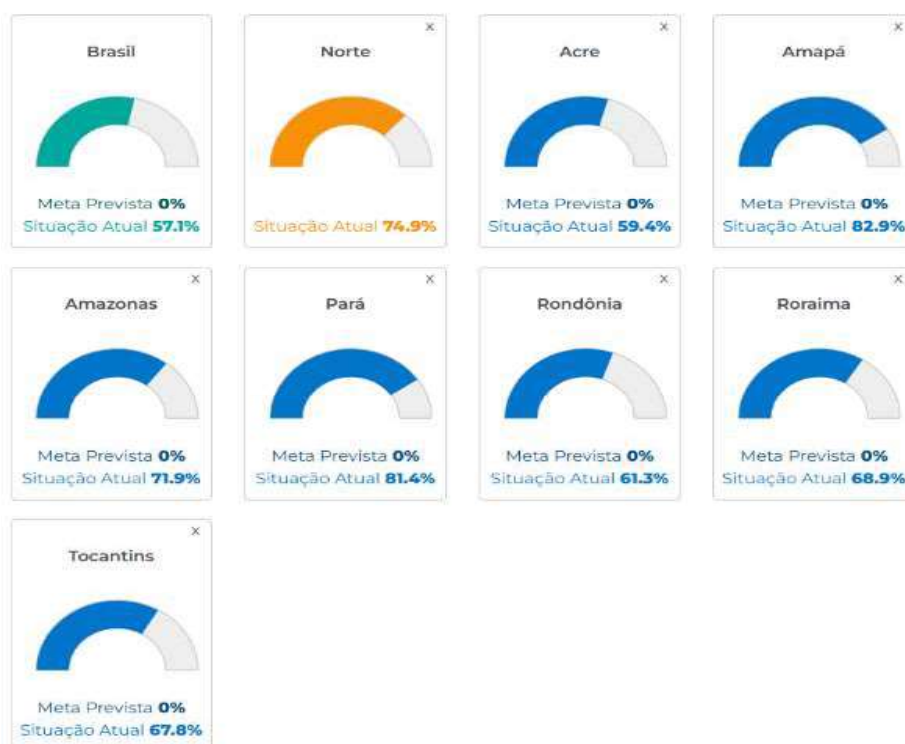 x
x
x
Brasil
Norte
Acre
Amapá
Meta Prevista 0%
Situação Atual 57.1%
Situação Atual 74.9%
Meta Prevista 0%
Situação Atual 59.4%
Meta Prevista 0%
Situação Atual 82.9%
x
x
x
x
Amazonas
Pará
Rondônia
Roraima
Meta Prevista 0%
Situação Atual 71.9%
Meta Prevista 0%
Situação Atual 81.4%
Meta Prevista 0%
Situação Atual 61.3%
Meta Prevista 0%
Situação Atual 68.9%
x
Tocantins
Meta Prevista 0%
Situação Atual 67.8%